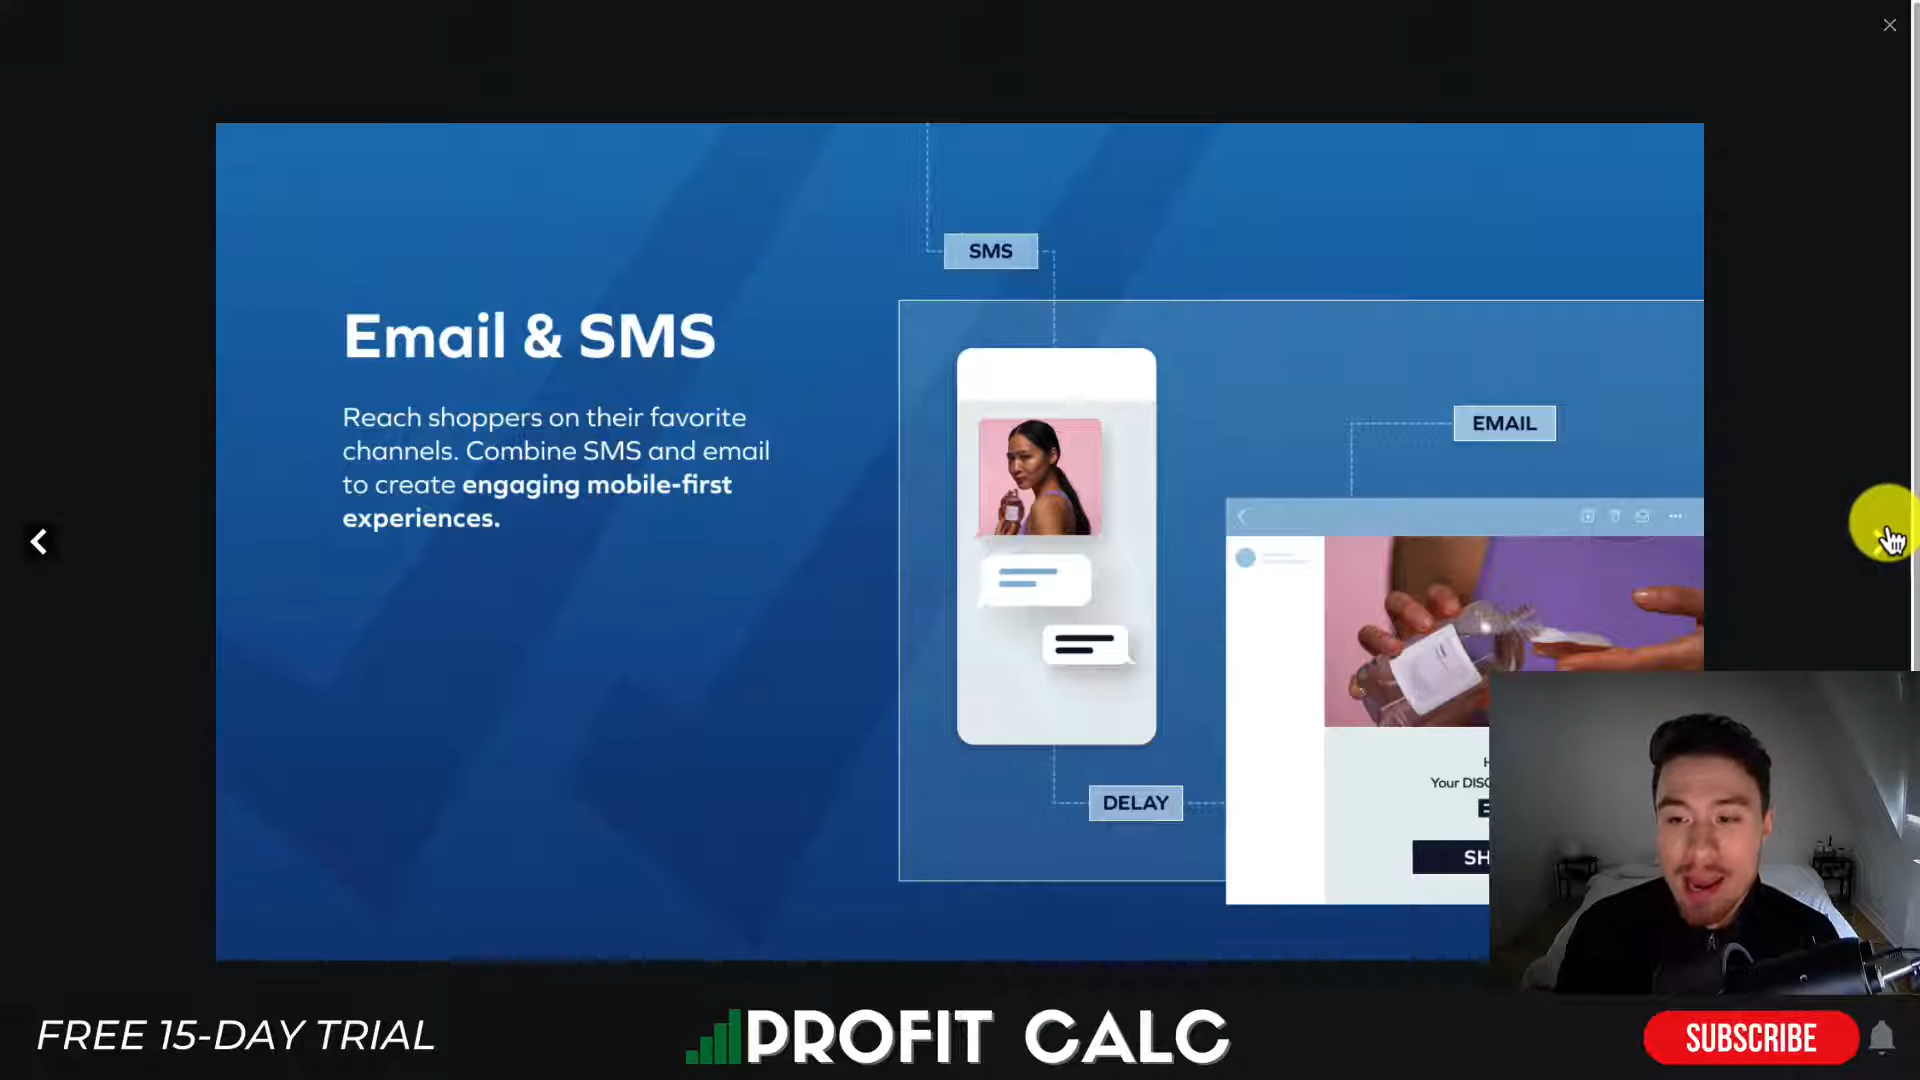 SMS
Email & SMS
Reach shoppers on their favorite
channels. Combine SMS and email
to create engaging mobile-first
experiences.
EMAIL
DELAY
Your
FREE 15-DAY TRIAL
PROFIT CALC
SUBSCRIBE